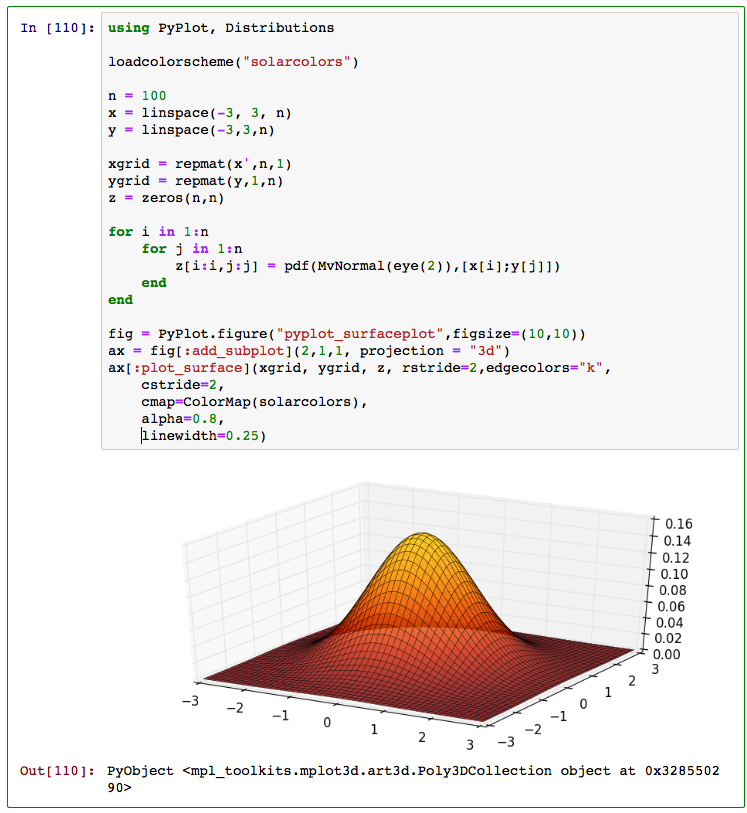 In [110]: using PyPlot, Distributions
loadcolorscheme("solarcolors")
n = 100
x = linspace(-3, 3, n)
y = linspace(-3,3,n)
xgrid = repmat(x',n,1)
ygrid = repmat(y,1,n)
z = zeros(n,n)
for i in 1:n
    for j in 1:n
        z[i:i,j:j] = pdf(MvNormal(eye(2)),[x[i];y[j]])
    end
end
fig = PyPlot.figure("pyplot_surfaceplot",figsize=(10,10))
ax = fig[:add_subplot](2,1,1, projection = "3d")
ax[:plot_surface](xgrid, ygrid, z, rstride=2,edgecolors="k",
    cstride=2,
    cmap=ColorMap(solarcolors),
    alpha=0.8,
    linewidth=0.25)
0.16
0.14
0.12
0.10
0.08
0.06
0.04
0.02
0.00
−3
−2
−1
0
1
2
3
−3
−2
−1
0
1
2
3
Out[110]: PyObject <mpl_toolkits.mplot3d.art3d.Poly3DCollection object at 0x3285502
90>